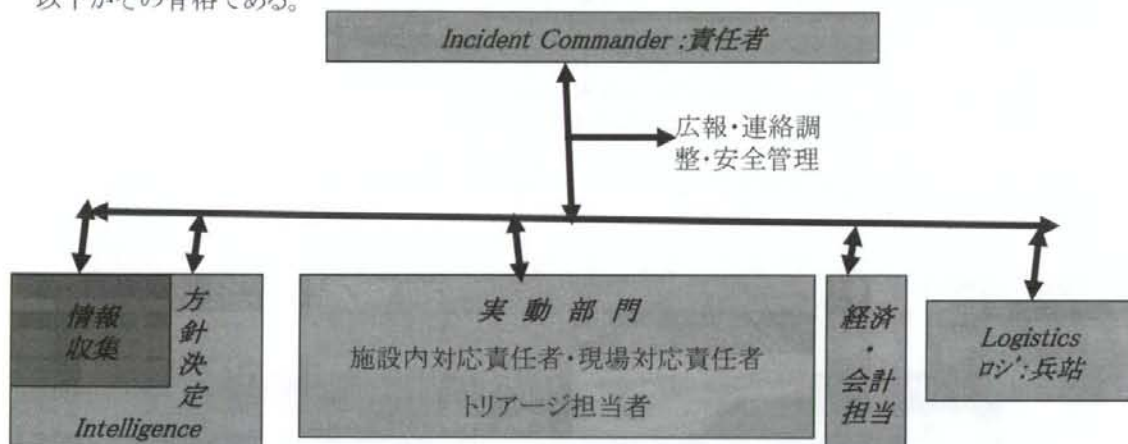 以下がその骨格である。
Incident Commander :責任者
広報・連絡調
整・安全管理
情報
収集
方
針
決
定
Intelligence
実 動 部 門
施設内対応責任者・現場対応責任者
トリアージ担当者
経済
・
会計
担当
Logistics
ロジ:兵站